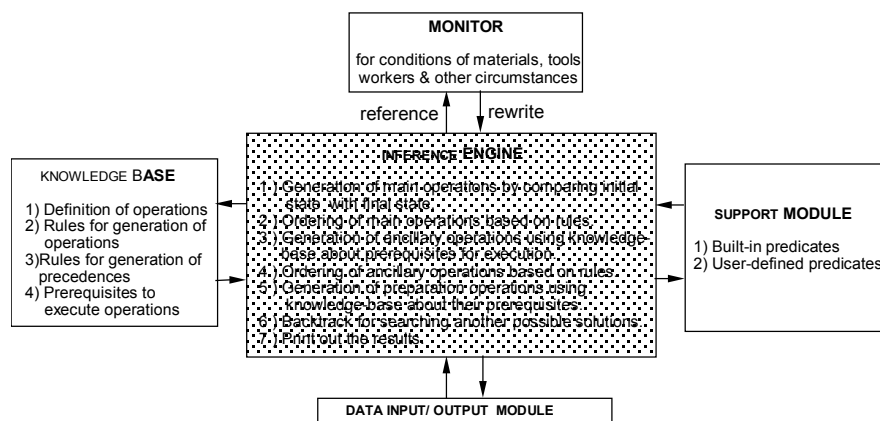 MONITOR
for conditions of materials, tools
workers & other circumstances
reference
rewrite
INFERENCE ENGINE
1 ) Generation of main operations by comparing initial
state with final state.
2 ) Ordering of main operations based on rules.
3 ) Generation of ancillary operations using knowledge-
base about prerequisites for execution.
4 ) Ordering of ancillary operations based on rules.
5 ) Generation of preparation operations using
knowledge-base about their prerequisites.
6 ) Backtrack for searching another possible solutions.
7 ) Print out the results.
KNOWLEDGE BASE
1) Definition of operations
2) Rules for generation of
operations
3)Rules for generation of
precedences
4) Prerequisites to
execute operations
SUPPORT MODULE
1) Built-in predicates
2) User-defined predicates
DATA INPUT/ OUTPUT MODULE